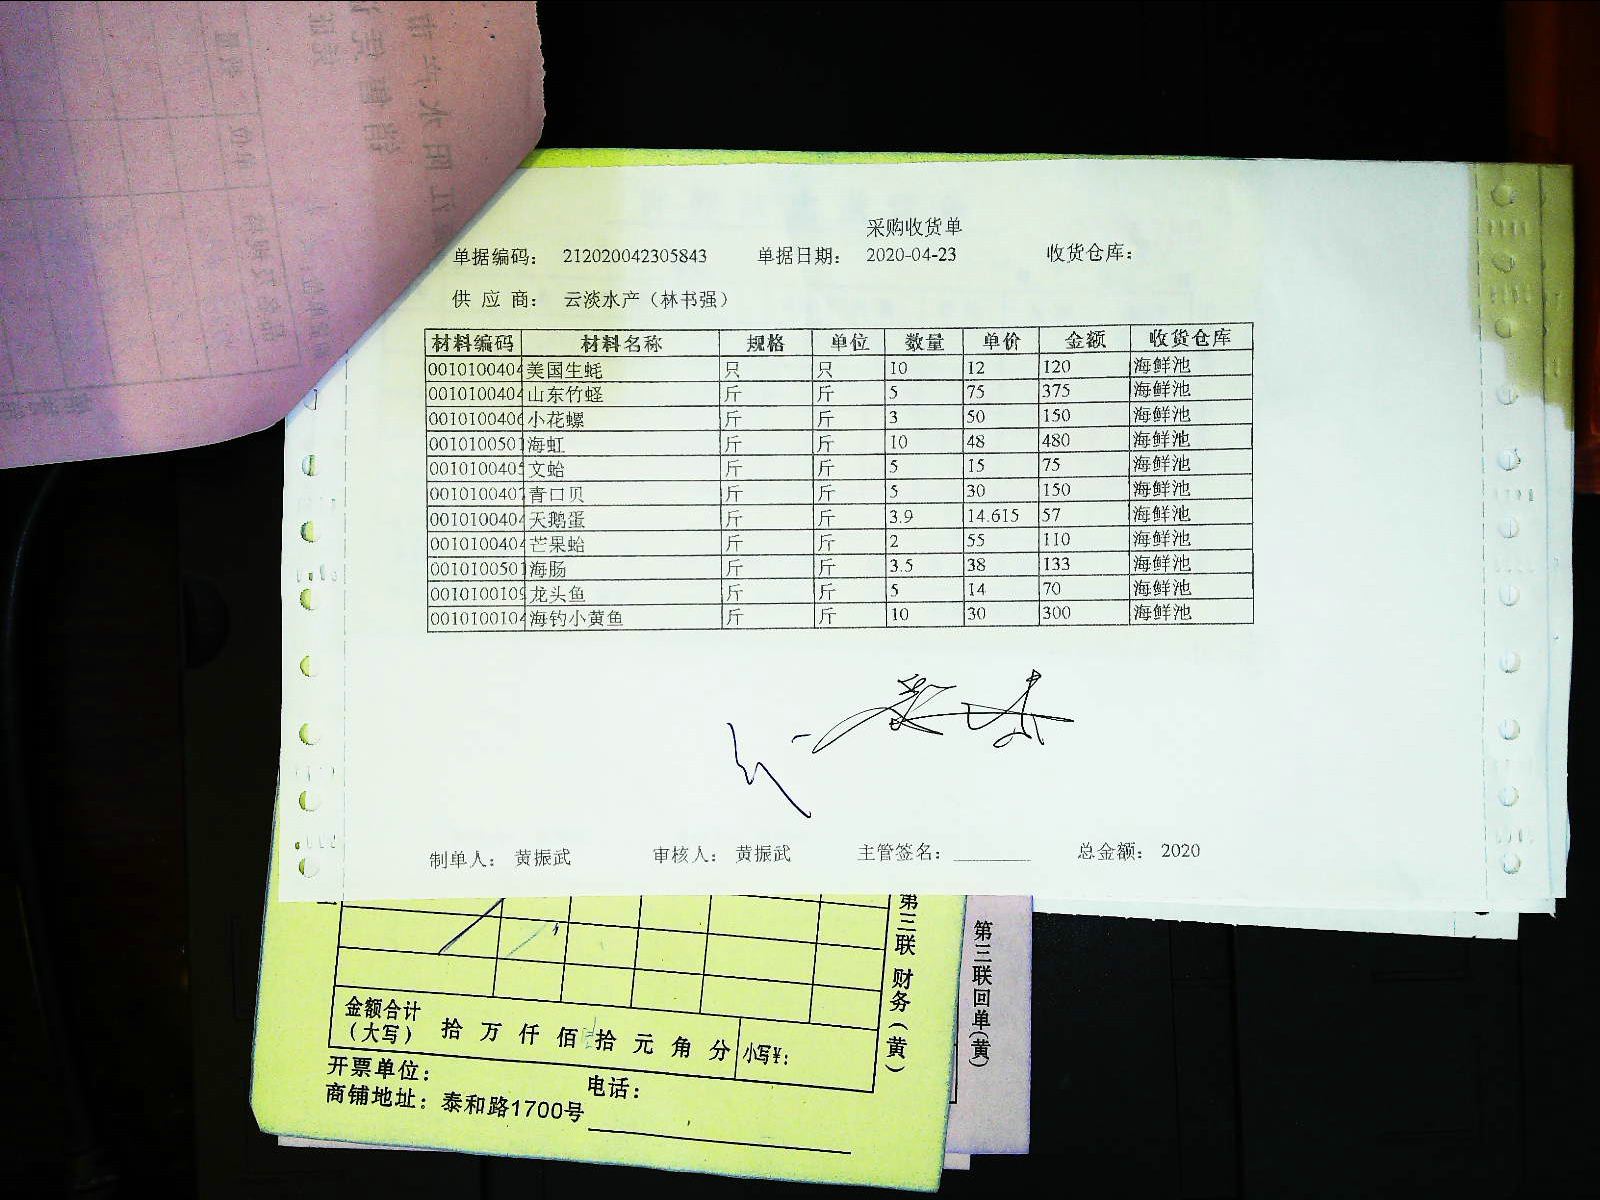 采购收货单
单据编码： 212020042305843 单据日期： 2020-04-23 收货仓库：
供 应 商： 云淡水产（林书强）
材料编码 材料名称 规格 单位 数量 单价 金额 收货仓库
0010100404 美国生蚝 只 只 10 12 120 海鲜池
0010100404 山东竹蛏 斤 斤 5 75 375 海鲜池
0010100406 小花螺 斤 斤 3 50 150 海鲜池
0010100501 海虹 斤 斤 10 48 480 海鲜池
0010100405 文蛤 斤 斤 5 15 75 海鲜池
0010100407 青口贝 斤 斤 5 30 150 海鲜池
0010100404 天鹅蛋 斤 斤 3.9 14.615 57 海鲜池
0010100404 芒果蛤 斤 斤 2 55 110 海鲜池
0010100501 海肠 斤 斤 3.5 38 133 海鲜池
0010100109 龙头鱼 斤 斤 5 14 70 海鲜池
0010100104 海钓小黄鱼 斤 斤 10 30 300 海鲜池
制单人： 黄振武 审核人： 黄振武 主管签名： 总金额： 2020
第三联 财务（黄）
第三联回单（黄）
金额合计（大写） 拾 万 仟 佰 拾 元 角 分 小写¥：
开票单位： 电话：
商铺地址：泰和路1700号